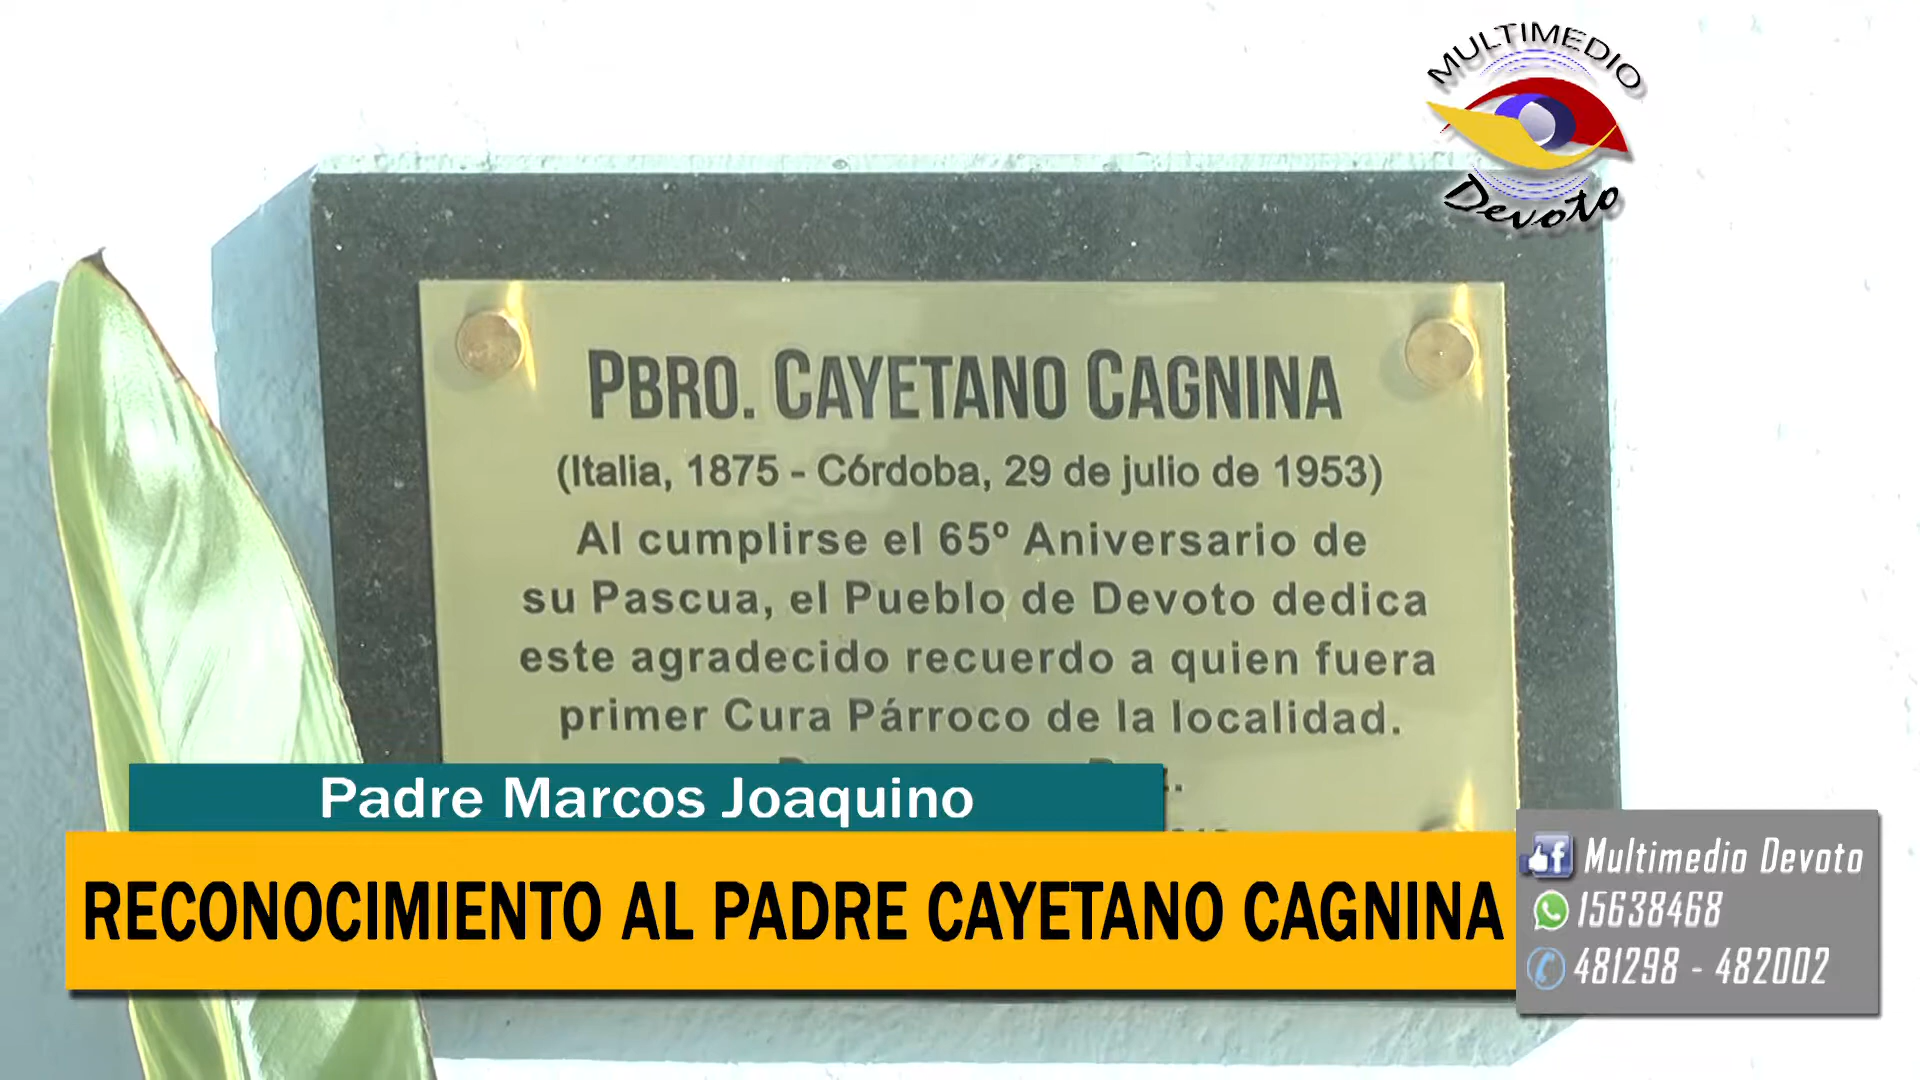 MULTIMEDIO
Devoto
PBRO. CAYETANO CAGNINA
(Italia, 1875 - Córdoba, 29 de julio de 1953)
Al cumplirse el 65º Aniversario de
su Pascua, el Pueblo de Devoto dedica
este agradecido recuerdo a quien fuera
primer Cura Párroco de la localidad.
Padre Marcos Joaquino
RECONOCIMIENTO AL PADRE CAYETANO CAGNINA
Multimedio Devoto
15638468
481298 - 482002